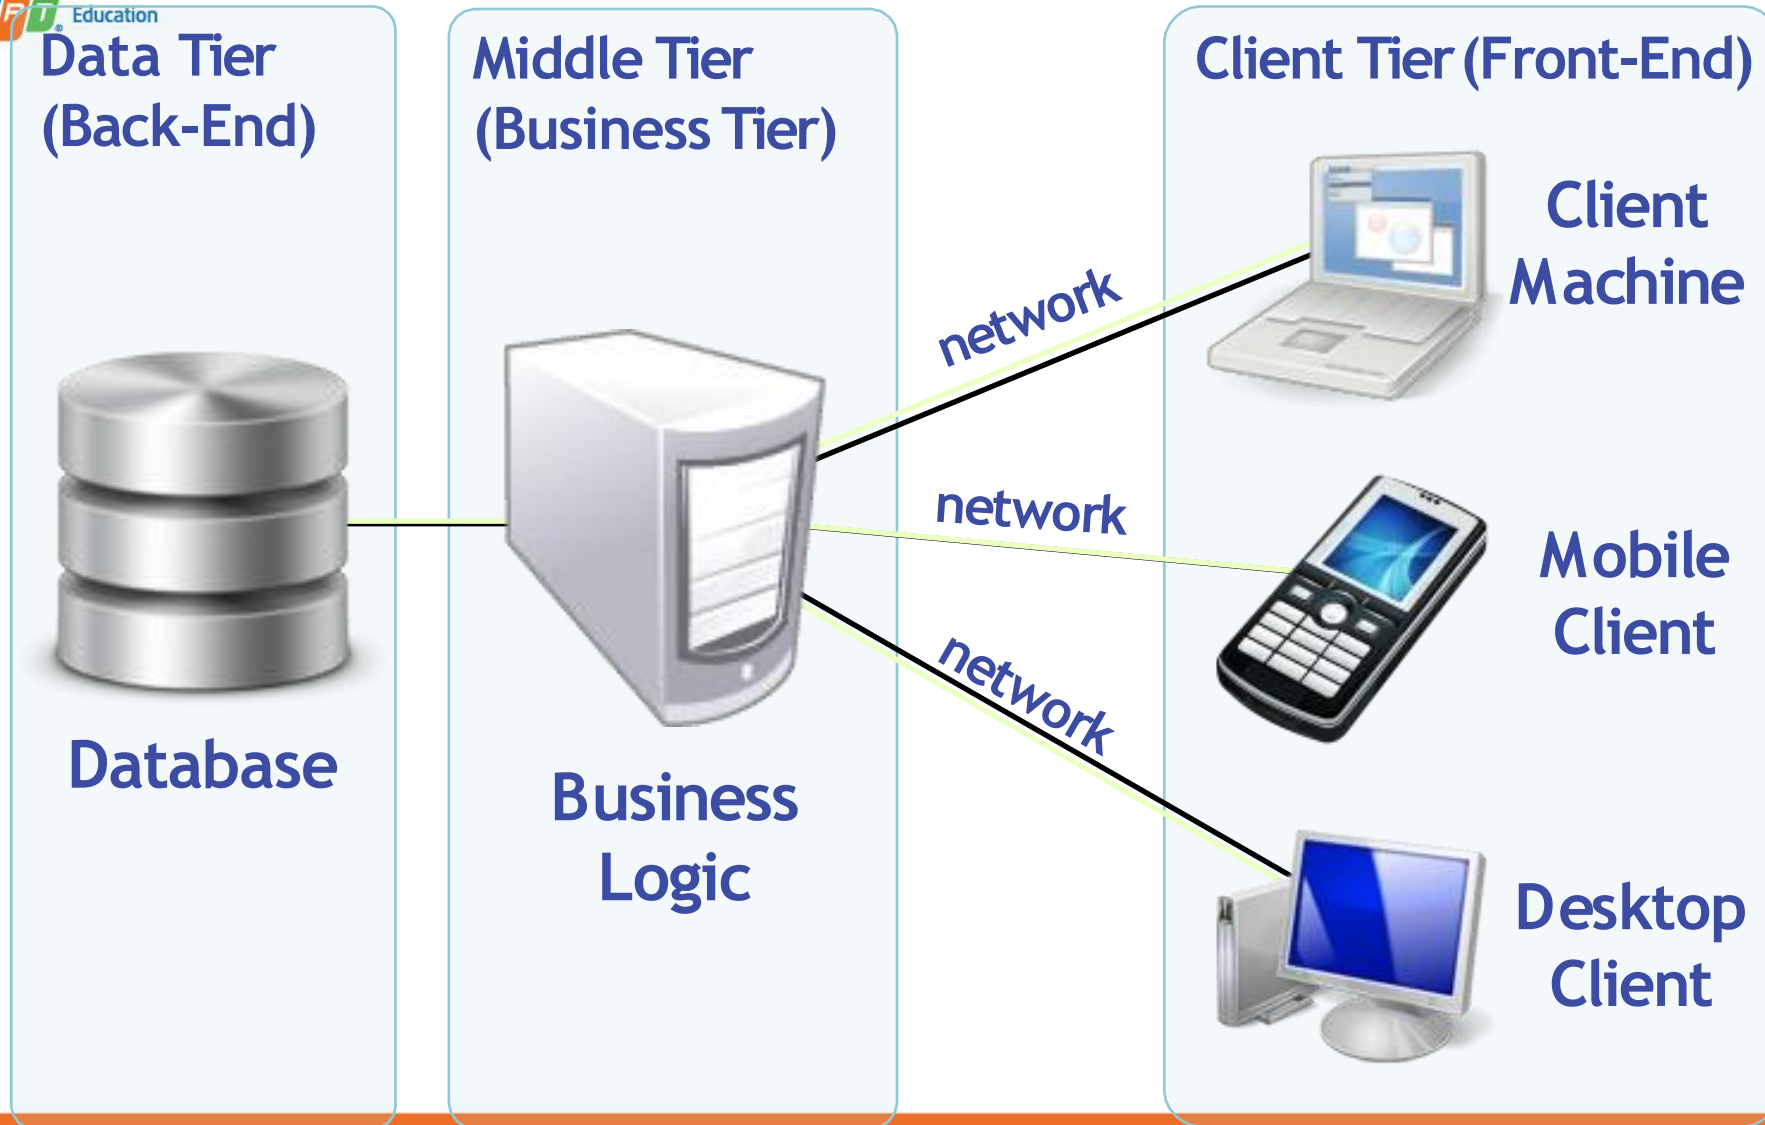 Education
Data Tier
(Back-End)
Middle Tier
(Business Tier)
Client Tier (Front-End)
Client
Machine
network
network
Mobile
Client
network
Database
Business
Logic
Desktop
Client